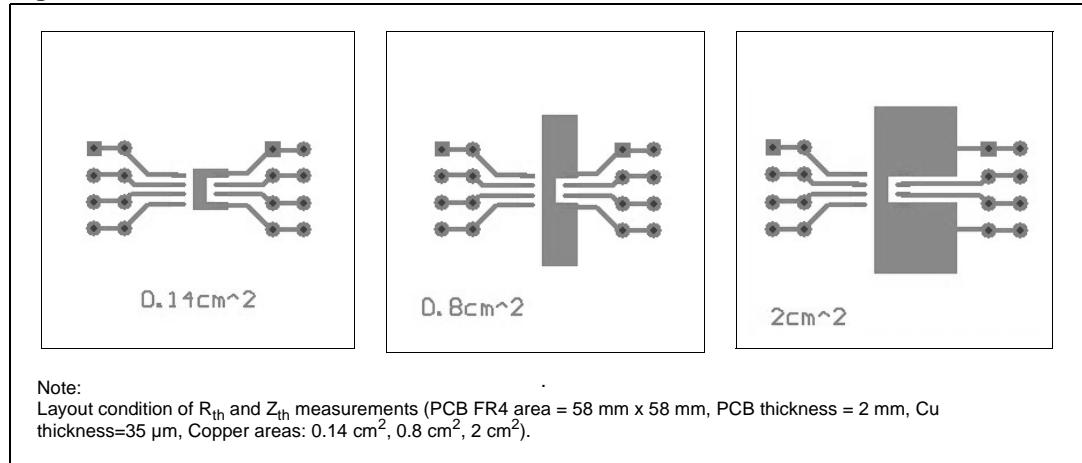 0.14cm^2
0.8cm^2
2cm^2
Note:
Layout condition of Rth and Zth measurements (PCB FR4 area = 58 mm x 58 mm, PCB thickness = 2 mm, Cu
thickness=35 µm, Copper areas: 0.14 cm2, 0.8 cm2, 2 cm2).